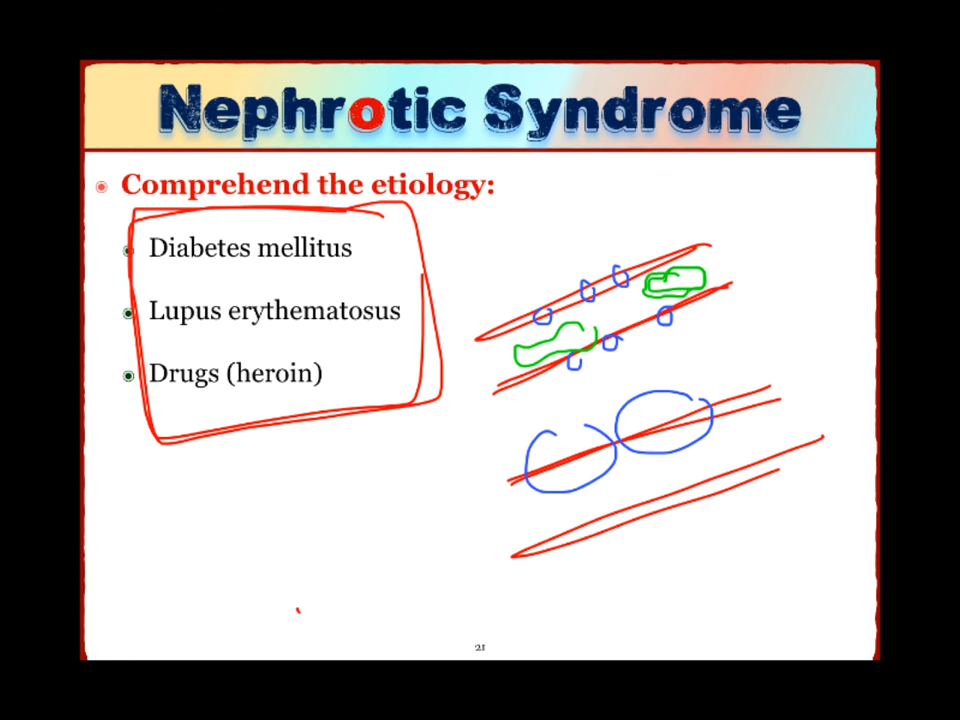 Nephrotic Syndrome
Comprehend the etiology:
Diabetes mellitus
Lupus erythematosus
Drugs (heroin)
21